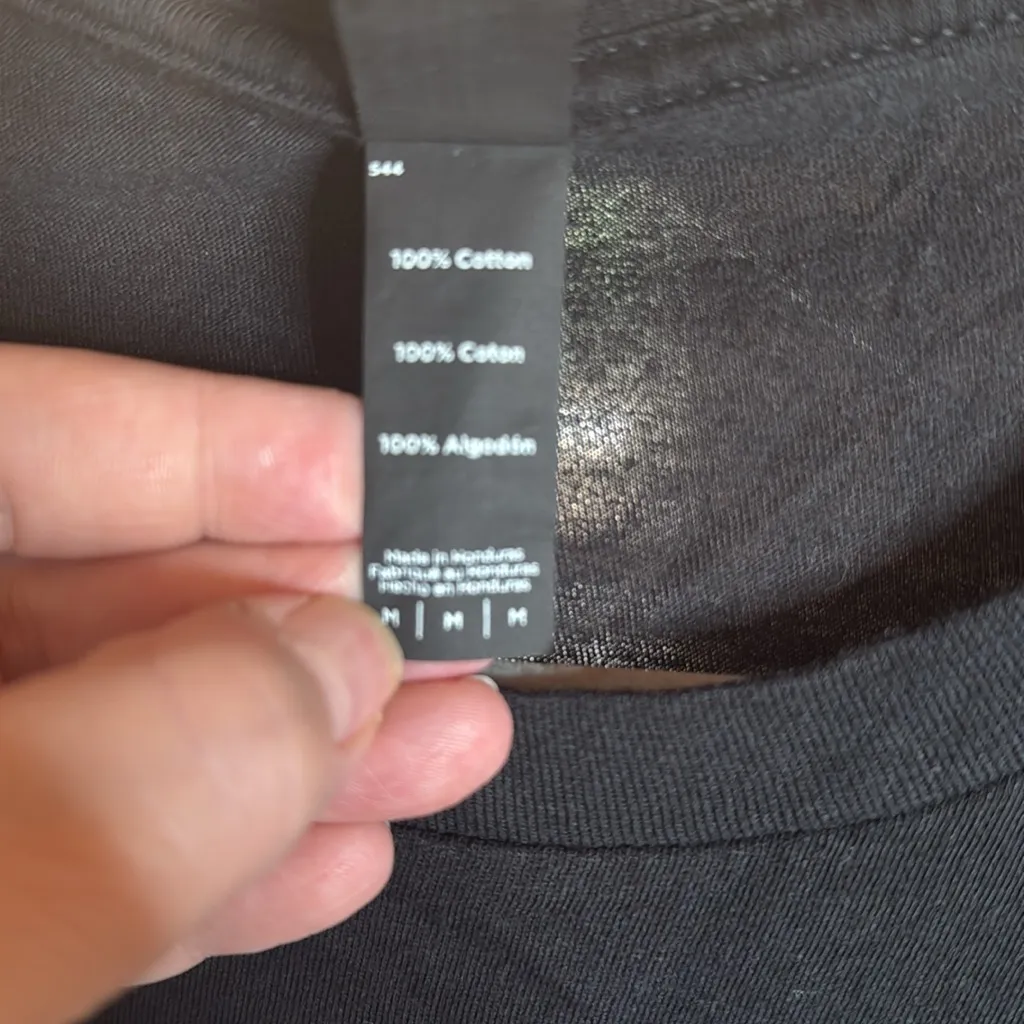 544
100% Cotton
100% Coton
100% Algodón
Made in Honduras
Fabriqué au Honduras
Hecho en Honduras
M | M | M